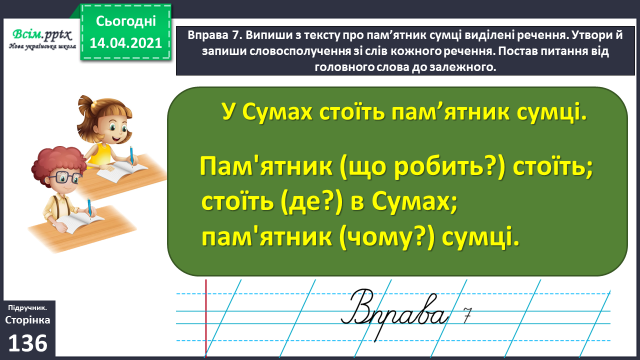 Всім.pptx
Нова українська школа
Сьогодні
14.04.2021
Вправа 7. Випиши з тексту про пам’ятник сумці виділені речення. Утвори й
запиши словосполучення зі слів кожного речення. Постав питання від
головного слова до залежного.
У Сумах стоїть пам’ятник сумці.
Пам'ятник (що робить?) стоїть;
стоїть (де?) в Сумах;
пам'ятник (чому?) сумці.
Вправа 7
Підручник.
Сторінка
136